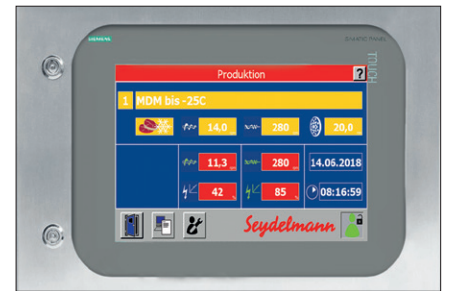 SIEMENS
SIMATIC PANEL
TOUCH
Produktion ?
1 MDM bis -25C
14,0 280 20,0
11,3 280 14.06.2018
42 85 08:16:59
Seydelmann